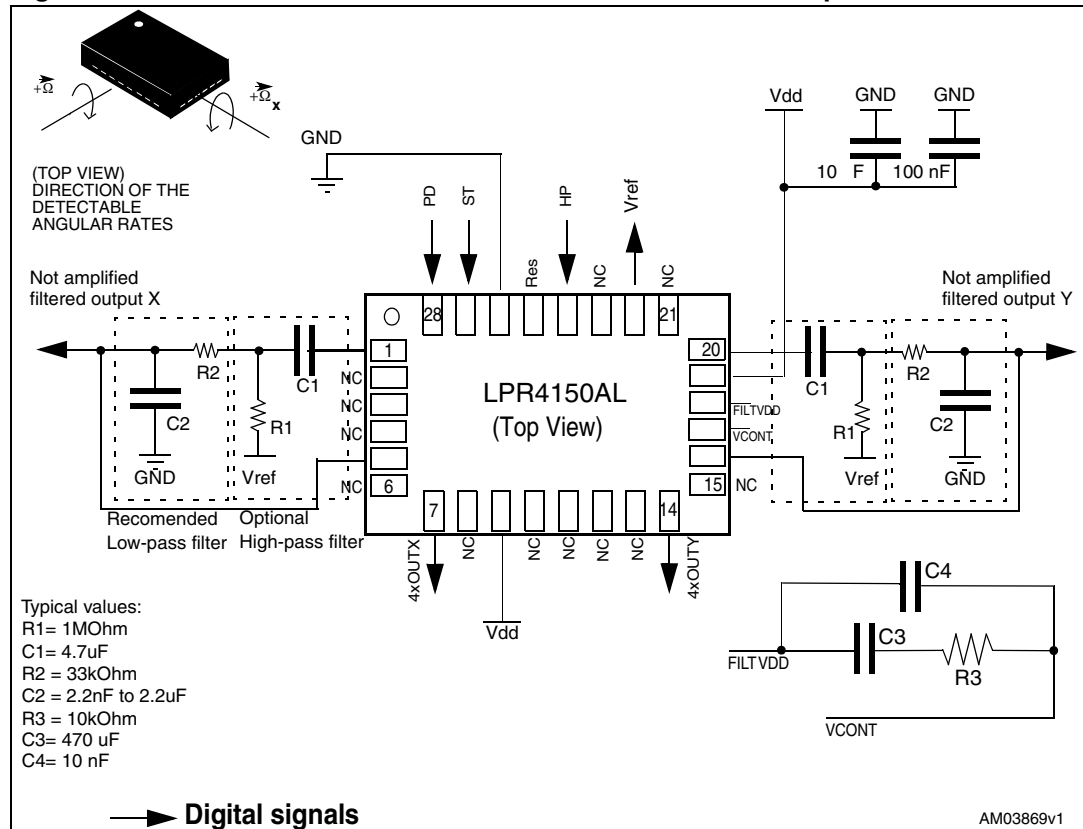 +Ω
+Ωx
(TOP VIEW)
DIRECTION OF THE
DETECTABLE
ANGULAR RATES
GND
PD
ST
Res
HP
NC
Vref
NC
Vdd
GND
GND
10 F
100 nF
Not amplified
filtered output X
Not amplified
filtered output Y
28
21
1
20
R2
C1
C2
R1
GND
Vref
NC
NC
NC
NC
6
LPR4150AL
(Top View)
FILTVDD
VCONT
15
NC
C1
R2
R1
C2
Vref
GND
Recomended
Low-pass filter
Optional
High-pass filter
7
14
4xOUTX
NC
NC
NC
NC
NC
4xOUTY
Vdd
Typical values:
R1= 1MOhm
C1= 4.7uF
R2 = 33kOhm
C2 = 2.2nF to 2.2uF
R3 = 10kOhm
C3= 470 uF
C4= 10 nF
C4
C3
R3
FILTVDD
VCONT
Digital signals
AM03869v1